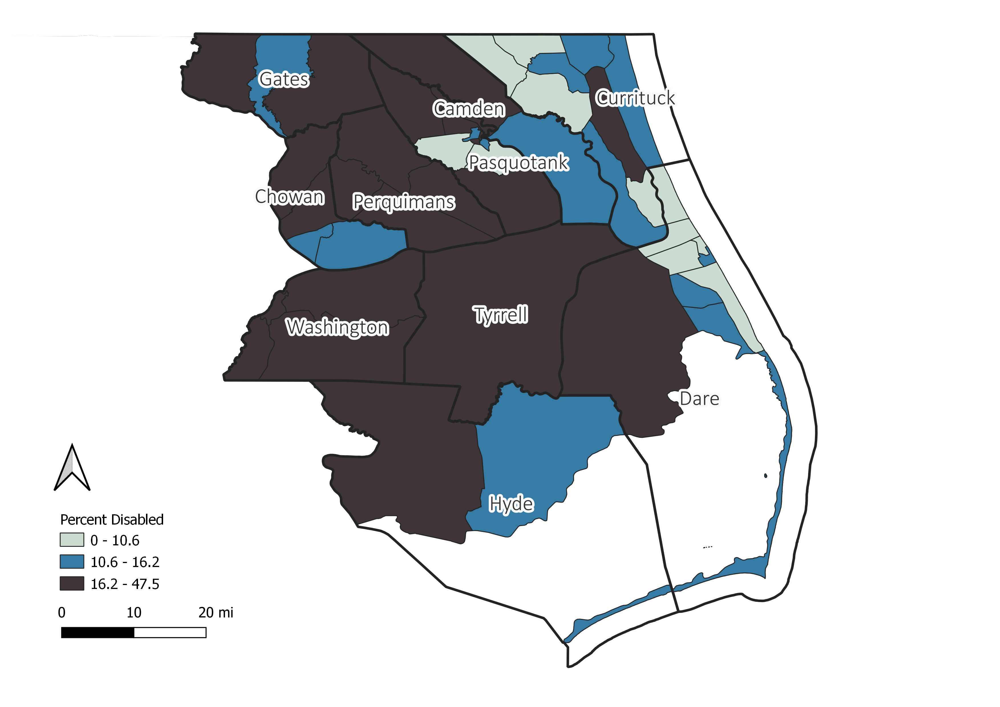 Gates
Currituck
Camden
Pasquotank
Chowan
Perquimans
Tyrrell
Washington
Dare
Hyde
Percent Disabled
0 - 10.6
10.6 - 16.2
16.2 - 47.5
0 10 20 mi